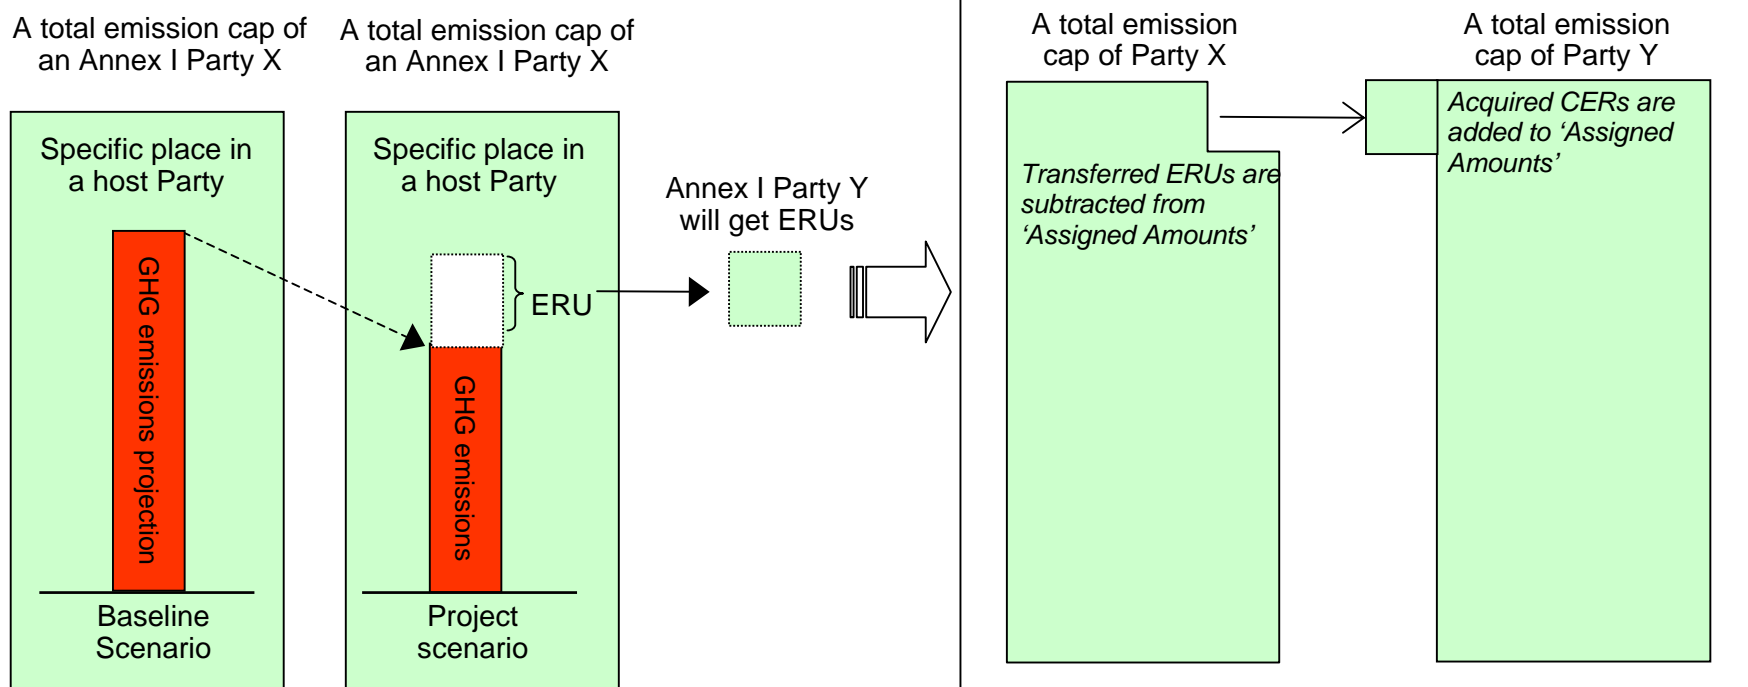 A total emission cap of
an Annex I Party X
Specific place in
a host Party
GHG emissions projection
Baseline
Scenario
A total emission cap of
an Annex I Party X
Specific place in
a host Party
ERU
GHG emissions
Project
scenario
Annex I Party Y
will get ERUs
A total emission
cap of Party X
Transferred ERUs are
subtracted from
‘Assigned Amounts’
A total emission
cap of Party Y
Acquired CERs are
added to ‘Assigned
Amounts’